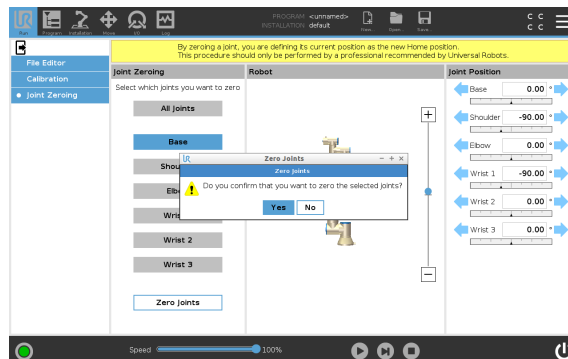 UR
PROGRAM <unnamed>
INSTALLATION default
Run
Program
Installation
Move
I/O
Log
New...
Open...
Save...
C C
C C
By zeroing a joint, you are defining its current position as the new Home position.
This procedure should only be performed by a professional recommended by Universal Robots.
File Editor
Calibration
Joint Zeroing
Joint Zeroing
Select which joints you want to zero
All Joints
Base
Shou
Elb
Wris
Wrist 2
Wrist 3
Zero Joints
Robot
+
−
UR
Zero Joints
− + ×
Zero Joints
Do you confirm that you want to zero the selected joints?
Yes
No
Joint Position
Base 0.00 °
Shoulder -90.00 °
Elbow 0.00 °
Wrist 1 -90.00 °
Wrist 2 0.00 °
Wrist 3 0.00 °
Speed 100%